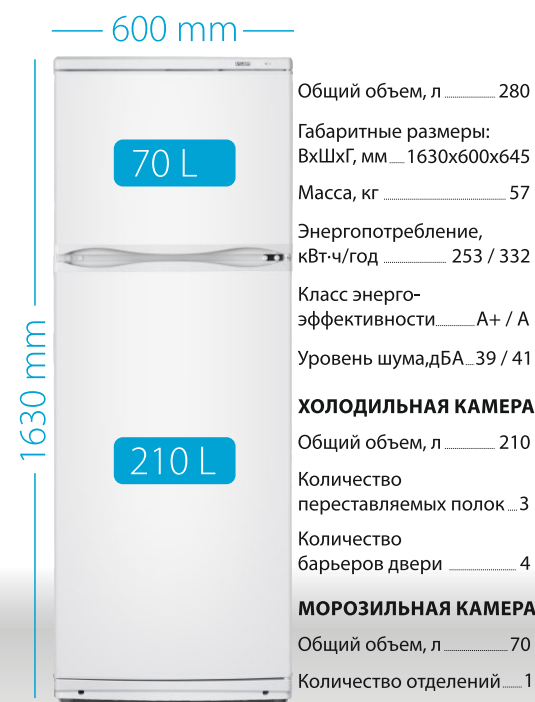 600 mm
1630 mm
70 L
210 L
Общий объем, л 280
Габаритные размеры:
ВхШхГ, мм 1630х600х645
Масса, кг 57
Энергопотребление,
кВт·ч/год 253 / 332
Класс энерго-
эффективности A+ / A
Уровень шума,дБА 39 / 41
ХОЛОДИЛЬНАЯ КАМЕРА
Общий объем, л 210
Количество
переставляемых полок 3
Количество
барьеров двери 4
МОРОЗИЛЬНАЯ КАМЕРА
Общий объем, л 70
Количество отделений 1